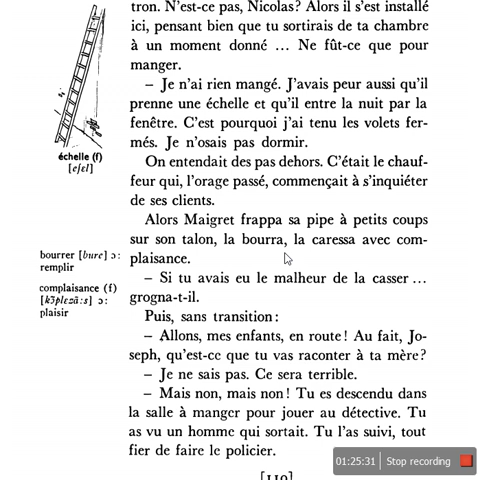 tron. N'est-ce pas, Nicolas? Alors il s'est installé
ici, pensant bien que tu sortirais de ta chambre
à un moment donné ... Ne fût-ce que pour
manger.
– Je n'ai rien mangé. J'avais peur aussi qu'il
prenne une échelle et qu'il entre la nuit par la
fenêtre. C'est pourquoi j'ai tenu les volets fer-
més. Je n'osais pas dormir.
échelle (f)
[eʃɛl]
On entendait des pas dehors. C'était le chauf-
feur qui, l'orage passé, commençait à s'inquiéter
de ses clients.
Alors Maigret frappa sa pipe à petits coups
sur son talon, la bourra, la caressa avec com-
plaisance.
bourrer [bure] ɔ:
remplir
complaisance (f)
[kɔ̃plɛzɑ̃:s] ɔ:
plaisir
– Si tu avais eu le malheur de la casser ...
grogna-t-il.
Puis, sans transition:
– Allons, mes enfants, en route! Au fait, Jo-
seph, qu'est-ce que tu vas raconter à ta mère?
– Je ne sais pas. Ce sera terrible.
– Mais non, mais non! Tu es descendu dans
la salle à manger pour jouer au détective. Tu
as vu un homme qui sortait. Tu l'as suivi, tout
fier de faire le policier.
01:25:31 Stop recording